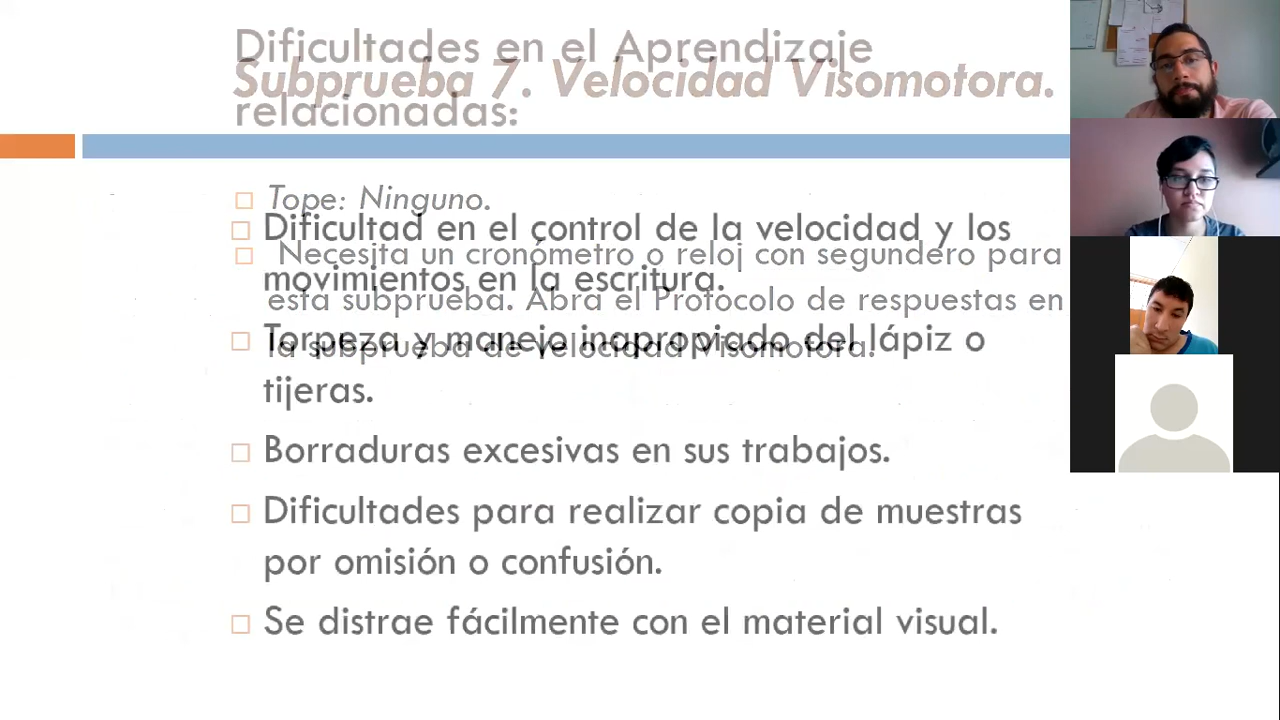 Dificultades en el Aprendizaje
relacionadas:
Subprueba 7. Velocidad Visomotora.
Tope: Ninguno.
Necesita un cronómetro o reloj con segundero para
esta subprueba. Abra el Protocolo de respuestas en
la subprueba de velocidad Visomotora.
Dificultad en el control de la velocidad y los
movimientos en la escritura.
Torpeza y manejo inapropiado del lápiz o
tijeras.
Borraduras excesivas en sus trabajos.
Dificultades para realizar copia de muestras
por omisión o confusión.
Se distrae fácilmente con el material visual.